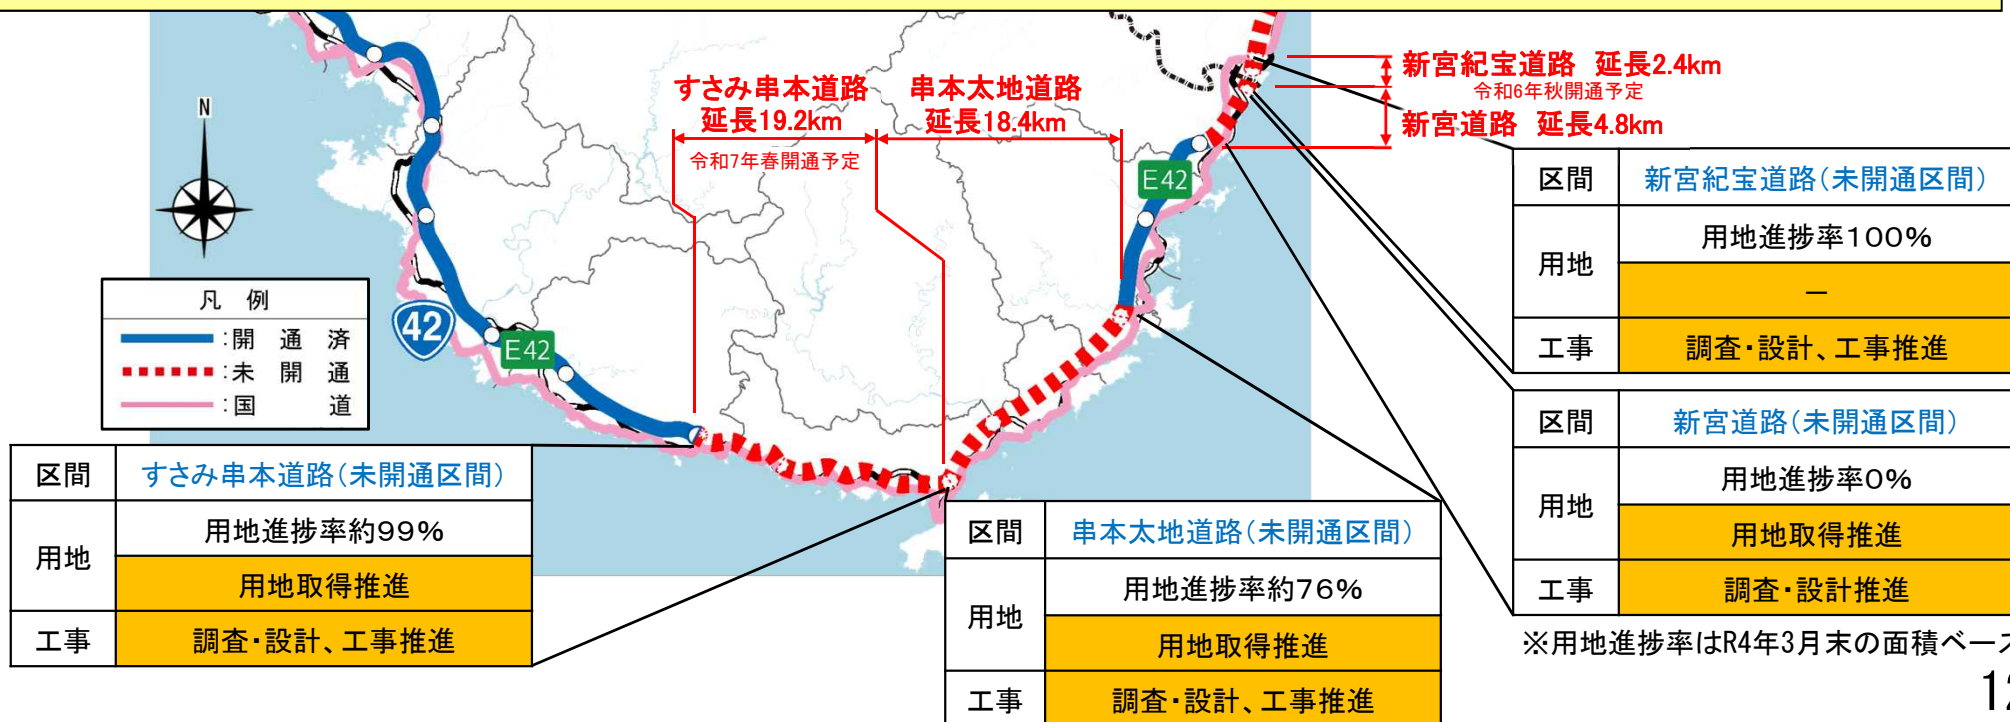 新宮紀宝道路 延長2.4km
令和6年秋開通予定
新宮道路 延長4.8km
すさみ串本道路
延長19.2km
令和7年春開通予定
串本太地道路
延長18.4km
N
E42
42
E42
凡 例
:開 通 済
:未 開 通
:国 道
区間 新宮紀宝道路(未開通区間)
用地 用地進捗率100%
－
工事 調査・設計、工事推進
区間 新宮道路(未開通区間)
用地 用地進捗率0%
用地取得推進
工事 調査・設計推進
区間 すさみ串本道路(未開通区間)
用地 用地進捗率約99%
用地取得推進
工事 調査・設計、工事推進
区間 串本太地道路(未開通区間)
用地 用地進捗率約76%
用地取得推進
工事 調査・設計、工事推進
※用地進捗率はR4年3月末の面積ベー